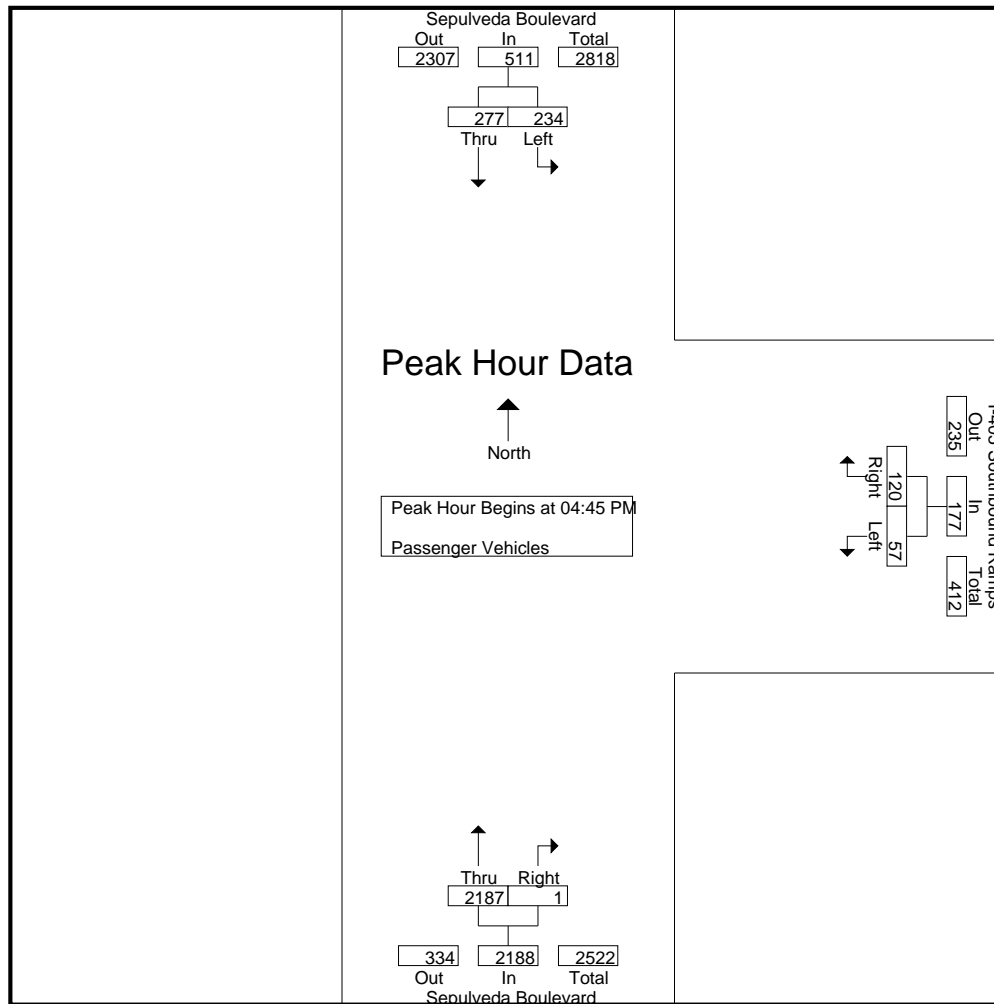 Sepulveda Boulevard
Out In Total
2307 511 2818
277 234
Thru Left
Peak Hour Data
North
Peak Hour Begins at 04:45 PM
Passenger Vehicles
Southbound Ramps
Out In Total
235 177 412
120 57
Right Left
Thru Right
2187 1
334 2188 2522
Out In Total
Sepulveda Boulevard